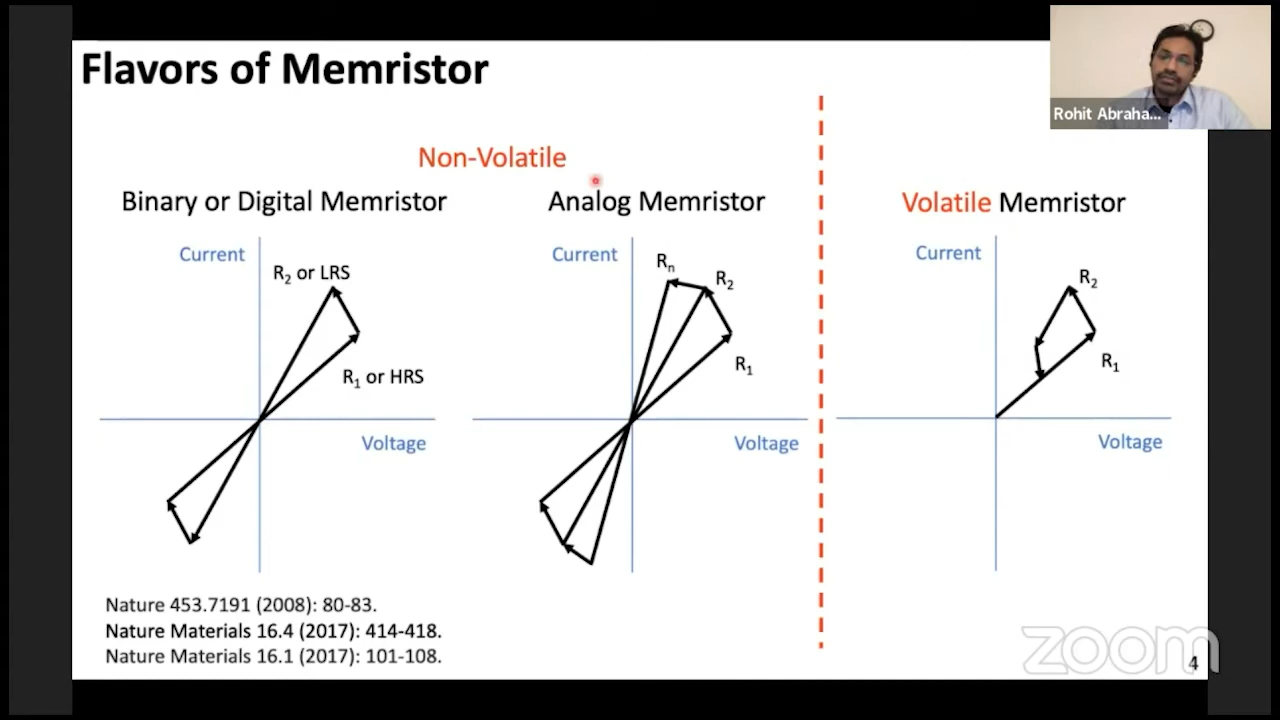 Flavors of Memristor
Rohit Abraha...
Non-Volatile
Binary or Digital Memristor
Analog Memristor
Volatile Memristor
Current
R₂ or LRS
R₁ or HRS
Voltage
Current
Rₙ
R₂
R₁
Voltage
Current
R₂
R₁
Voltage
Nature 453.7191 (2008): 80-83.
Nature Materials 16.4 (2017): 414-418.
Nature Materials 16.1 (2017): 101-108.
zoom
4